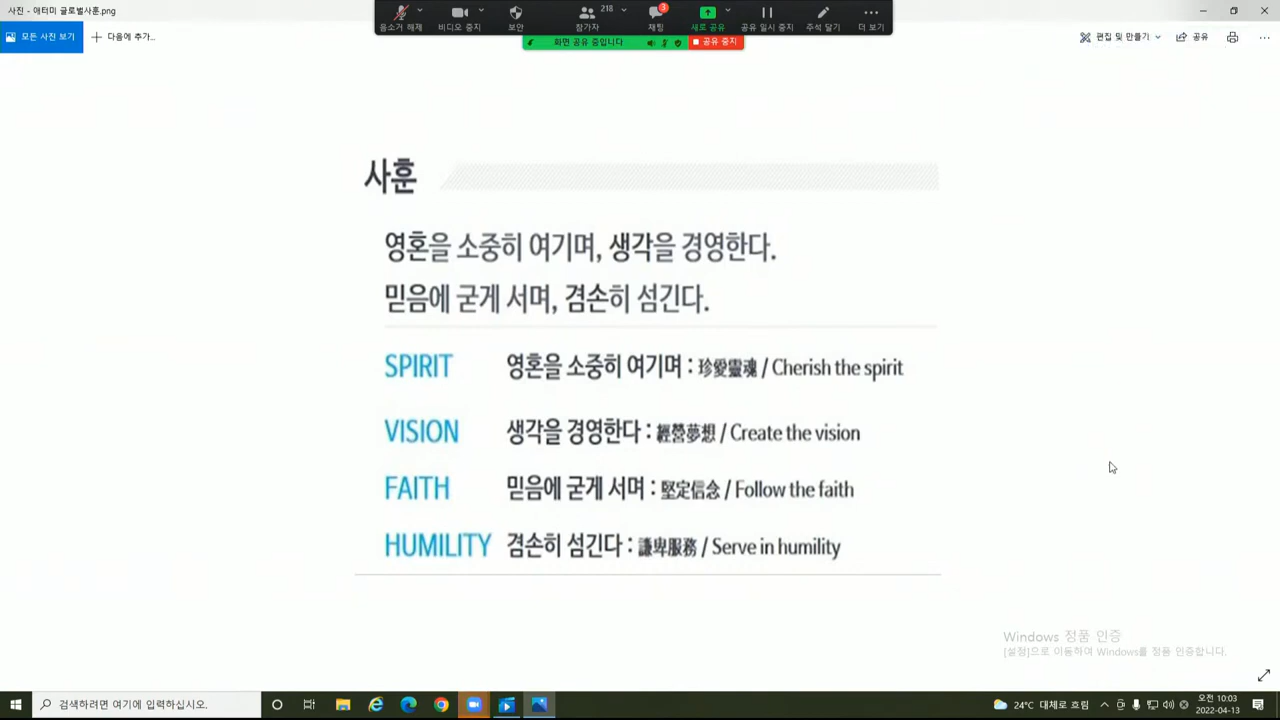 사진 - 애터미 글로벌사훈.png
음소거 해제
비디오 중지
보안
218
참가자
3
채팅
새로 공유
공유 일시 중지
주석 달기
더 보기
모든 사진 보기
다음에 추가...
화면 공유 중입니다
공유 중지
편집 및 만들기
공유
사훈
영혼을 소중히 여기며, 생각을 경영한다.
믿음에 굳게 서며, 겸손히 섬긴다.
SPIRIT 영혼을 소중히 여기며 : 珍愛靈魂 / Cherish the spirit
VISION 생각을 경영한다 : 經營夢想 / Create the vision
FAITH 믿음에 굳게 서며 : 堅定信念 / Follow the faith
HUMILITY 겸손히 섬긴다 : 謙卑服務 / Serve in humility
Windows 정품 인증
[설정]으로 이동하여 Windows를 정품 인증합니다.
검색하려면 여기에 입력하십시오.
24°C 대체로 흐림
오전 10:03
2022-04-13